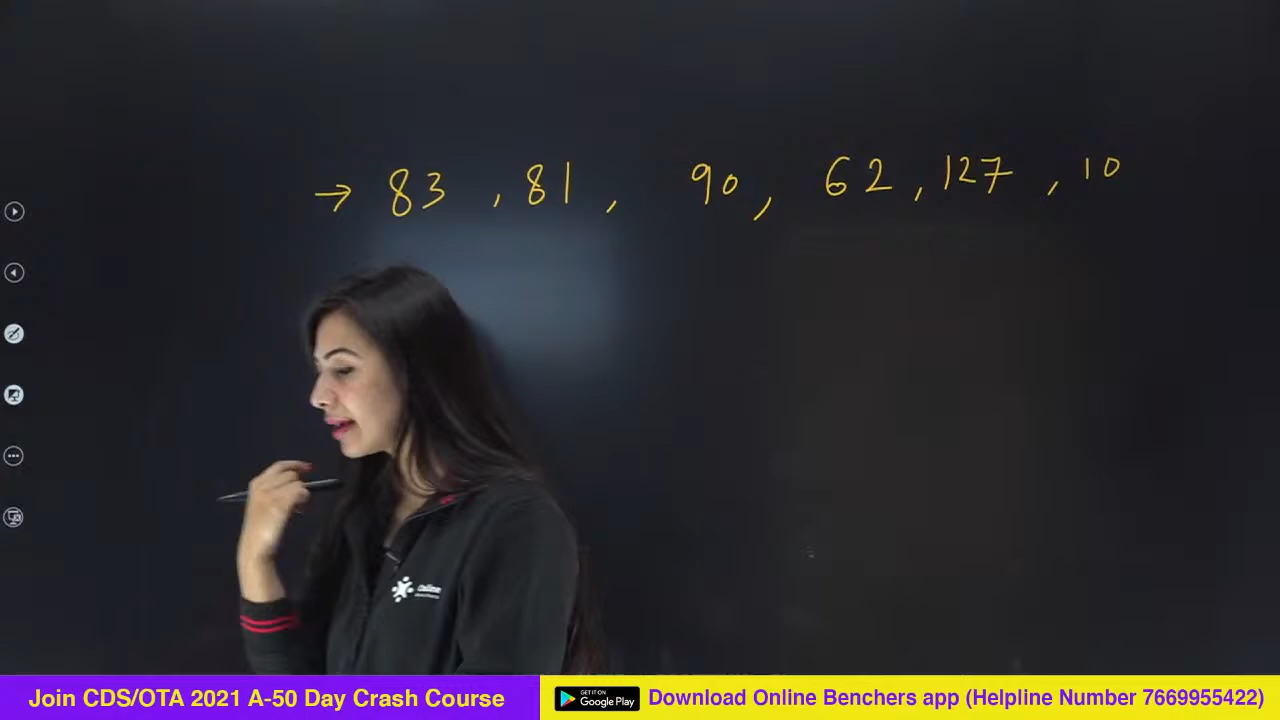 → 83 , 81 , 90 , 62 , 127 , 10
Online
Join CDS/OTA 2021 A-50 Day Crash Course
GET IT ON
Google Play
Download Online Benchers app (Helpline Number 7669955422)